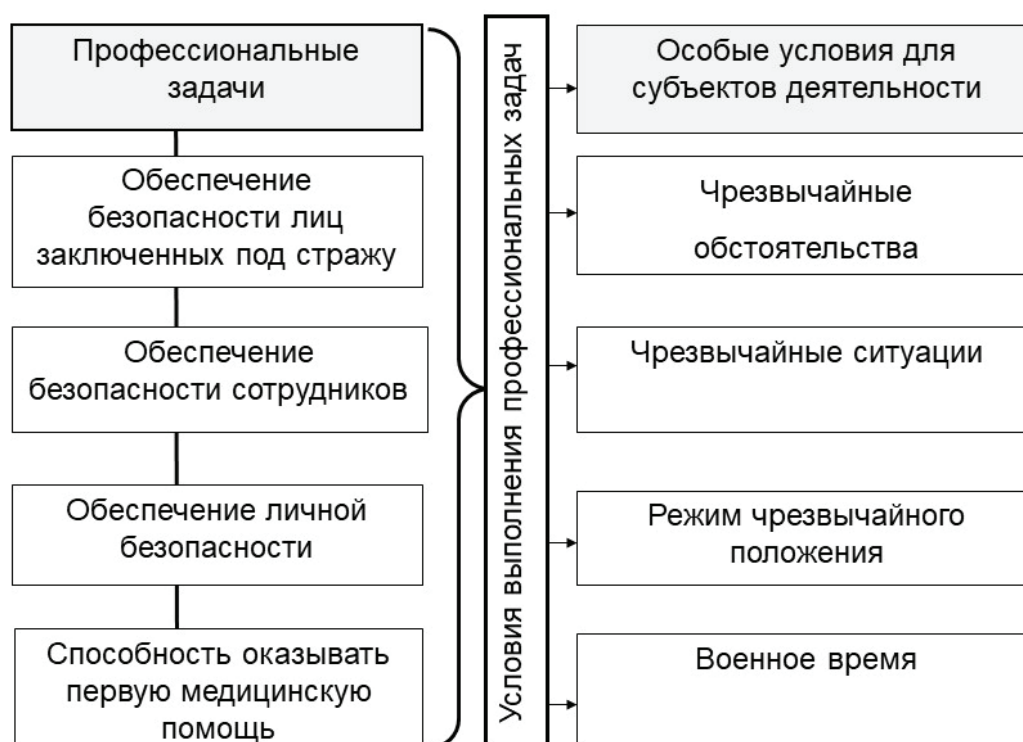 Профессиональные
задачи
Обеспечение
безопасности лиц
заключенных под стражу
Обеспечение
безопасности сотрудников
Обеспечение личной
безопасности
Способность оказывать
первую медицинскую
помощь
Условия выполнения профессиональных задач
Особые условия для
субъектов деятельности
Чрезвычайные
обстоятельства
Чрезвычайные ситуации
Режим чрезвычайного
положения
Военное время